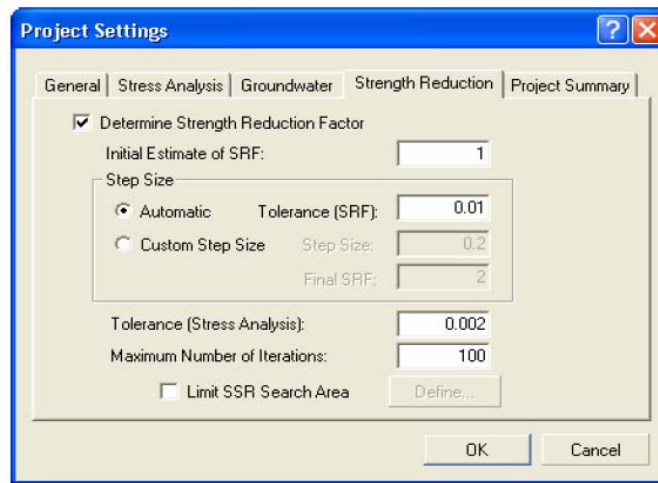 Project Settings
General Stress Analysis Groundwater Strength Reduction Project Summary
Determine Strength Reduction Factor
Initial Estimate of SRF: 1
Step Size
Automatic Tolerance (SRF): 0.01
Custom Step Size Step Size: 0.2
Final SRF: 2
Tolerance (Stress Analysis): 0.002
Maximum Number of Iterations: 100
Limit SSR Search Area Define...
OK Cancel